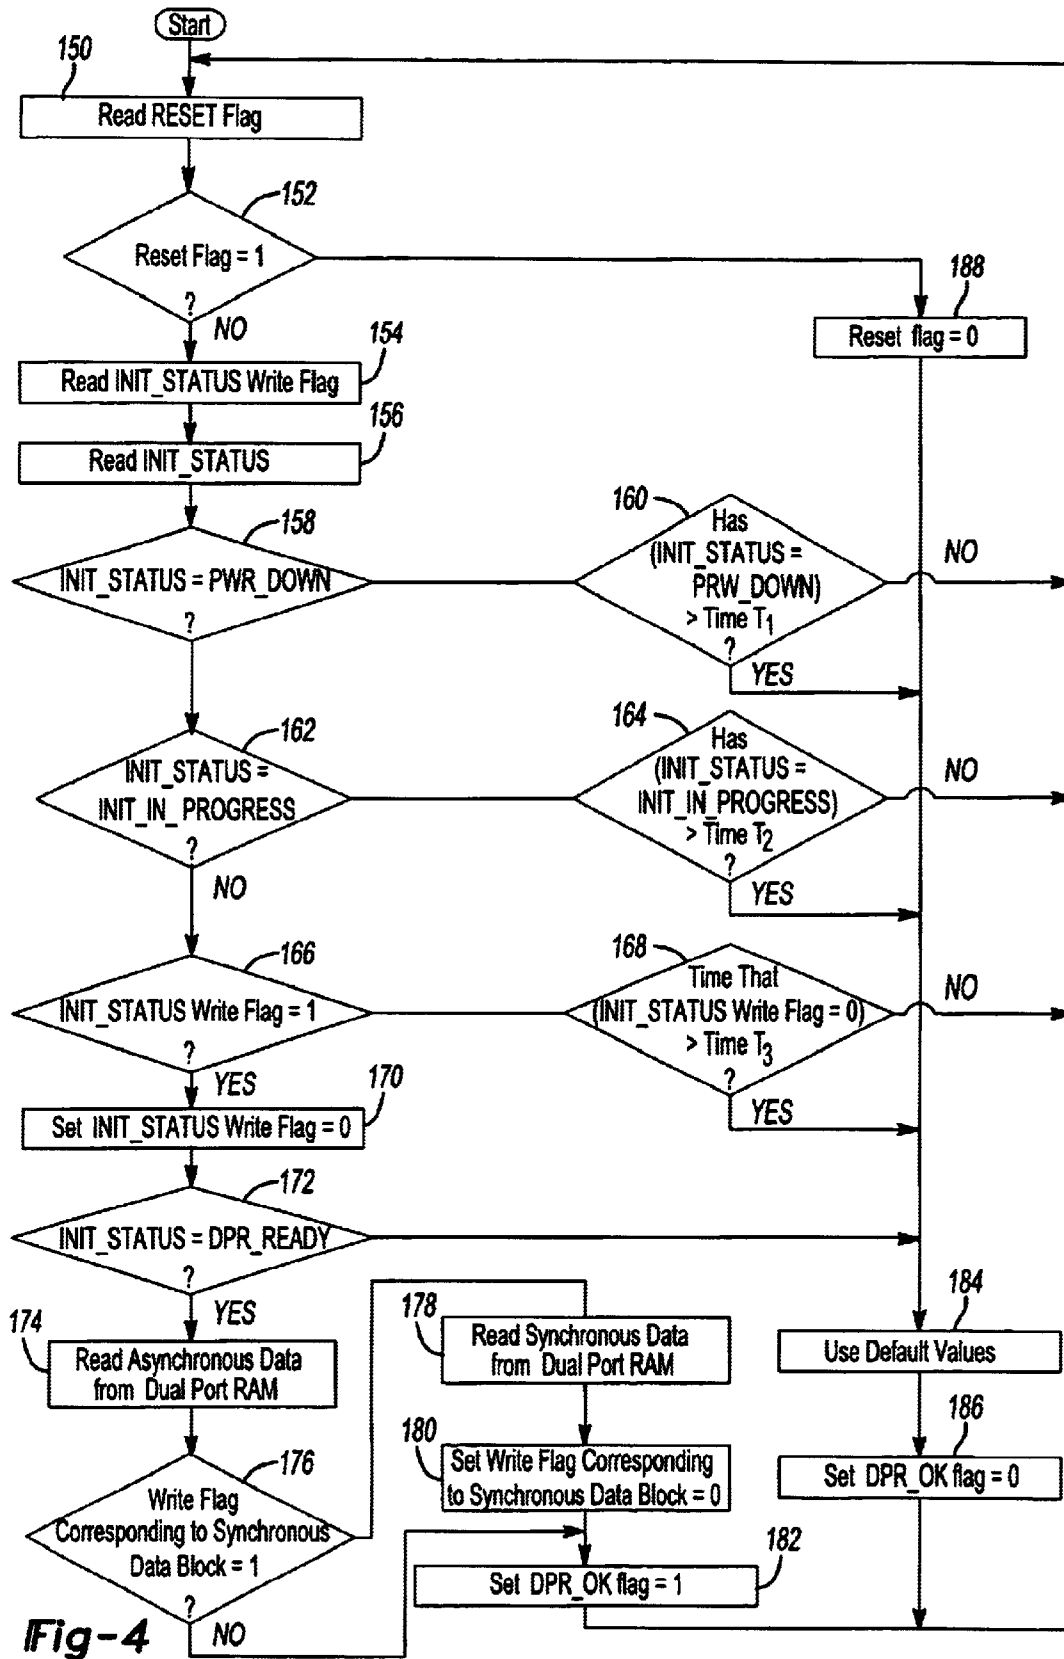 Start
150
Read RESET Flag
152
Reset Flag = 1
?
NO
188
Reset flag = 0
154
Read INIT_STATUS Write Flag
156
Read INIT_STATUS
158
INIT_STATUS = PWR_DOWN
?
160
Has
(INIT_STATUS =
PRW_DOWN)
> Time T1
?
NO
YES
162
INIT_STATUS =
INIT_IN_PROGRESS
?
NO
164
Has
(INIT_STATUS =
INIT_IN_PROGRESS)
> Time T2
?
NO
YES
166
INIT_STATUS Write Flag = 1
?
YES
168
Time That
(INIT_STATUS Write Flag = 0)
> Time T3
?
NO
YES
170
Set INIT_STATUS Write Flag = 0
172
INIT_STATUS = DPR_READY
?
YES
174
Read Asynchronous Data
from Dual Port RAM
176
Write Flag
Corresponding to Synchronous
Data Block = 1
?
NO
178
Read Synchronous Data
from Dual Port RAM
180
Set Write Flag Corresponding
to Synchronous Data Block = 0
182
Set DPR_OK flag = 1
184
Use Default Values
186
Set DPR_OK flag = 0
Fig-4